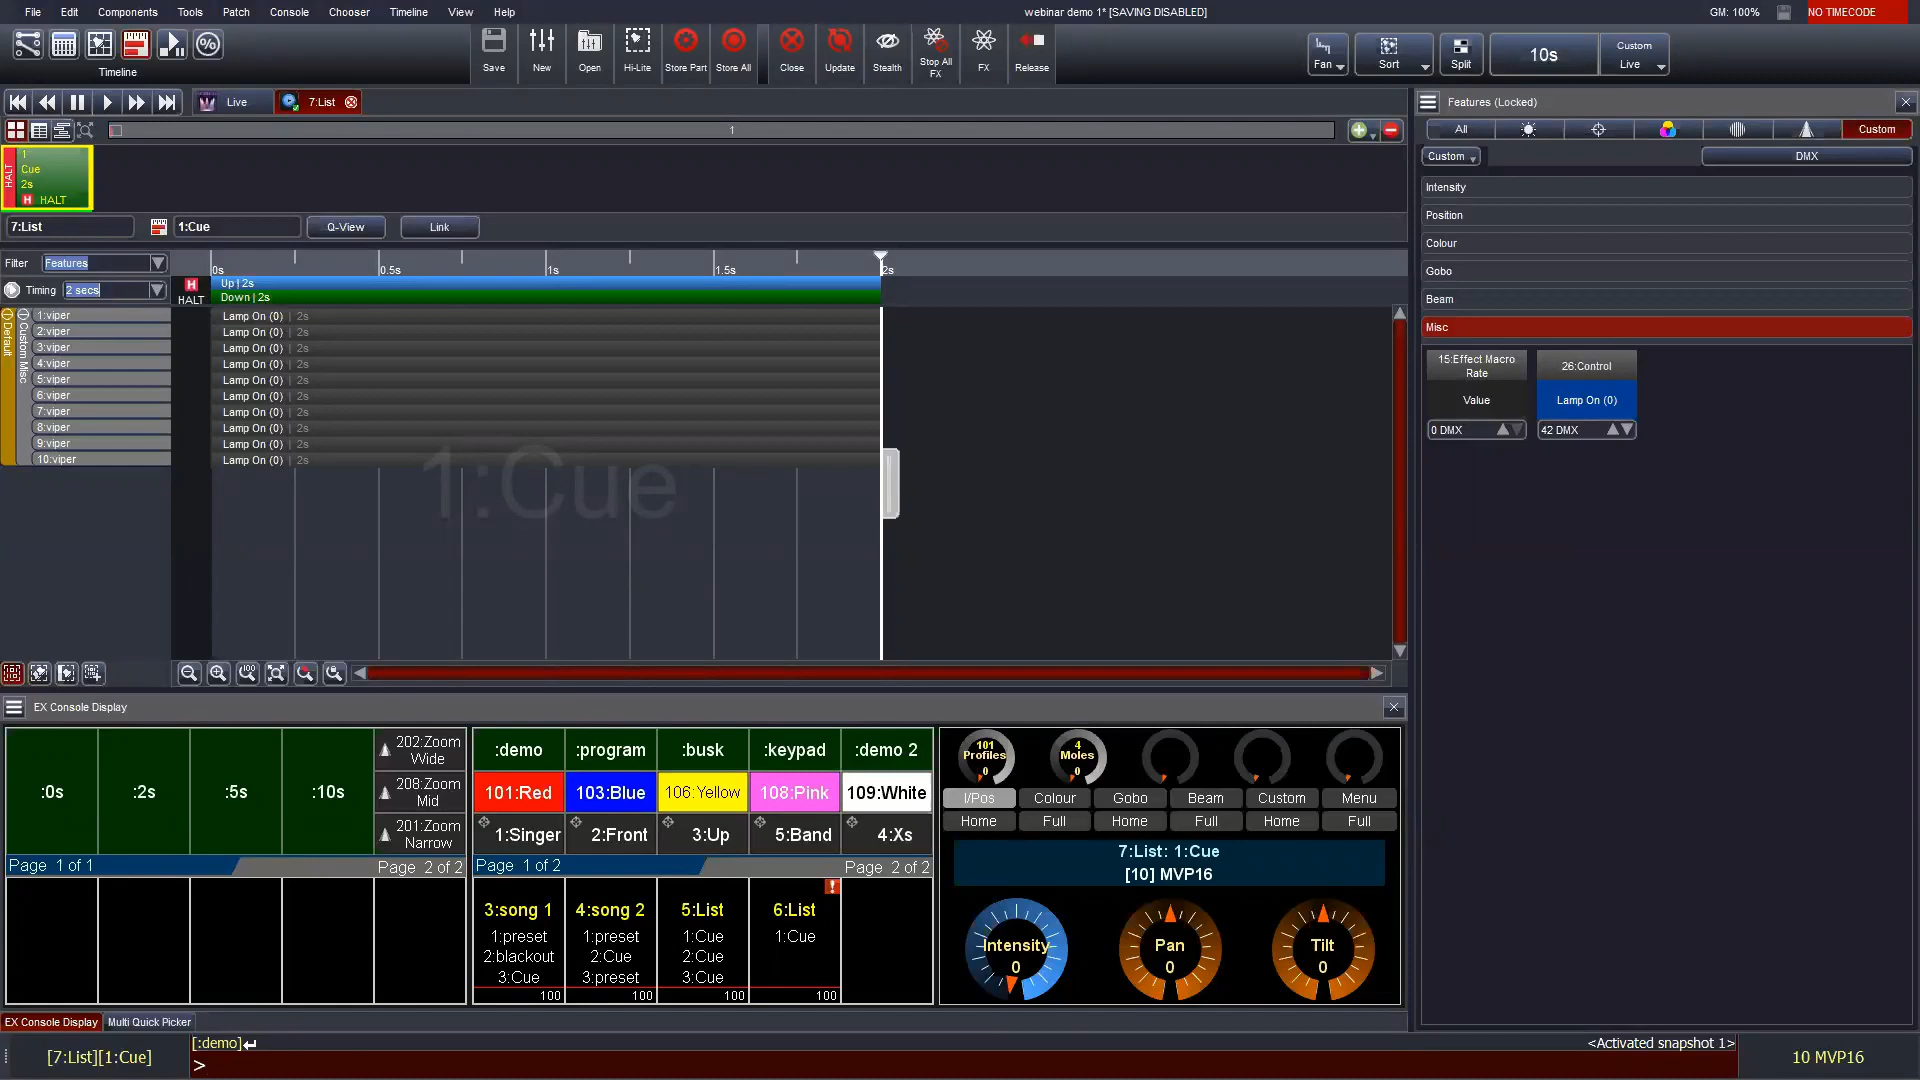 File Edit Components Tools Patch Console Chooser Timeline View Help
webinar demo 1* [SAVING DISABLED]
GM: 100%
NO TIMECODE
Timeline
Save New Open Hi-Lite Store Part Store All Close Update Stealth Stop All FX FX Release
Fan Sort Split 10s Custom Live
Live 7:List
Features (Locked)
1
All Custom
Custom DMX
1
Cue
2s
H HALT
HALT
7:List 1:Cue Q-View Link
Filter Features
0s 0.5s 1s 1.5s 2s
Timing 2 secs
H
HALT
Up | 2s
Down | 2s
Default
Custom Misc
1:viper Lamp On (0) | 2s
2:viper Lamp On (0) | 2s
3:viper Lamp On (0) | 2s
4:viper Lamp On (0) | 2s
5:viper Lamp On (0) | 2s
6:viper Lamp On (0) | 2s
7:viper Lamp On (0) | 2s
8:viper Lamp On (0) | 2s
9:viper Lamp On (0) | 2s
10:viper Lamp On (0) | 2s
1:Cue
Intensity
Position
Colour
Gobo
Beam
Misc
15:Effect Macro Rate
Value
0 DMX
26:Control
Lamp On (0)
42 DMX
100
EX Console Display
:0s :2s :5s :10s
202:Zoom Wide
208:Zoom Mid
201:Zoom Narrow
Page 1 of 1 Page 2 of 2
:demo :program :busk :keypad :demo 2
101:Red 103:Blue 106:Yellow 108:Pink 109:White
1:Singer 2:Front 3:Up 5:Band 4:Xs
Page 1 of 2 Page 2 of 2
3:song 1
1:preset
2:blackout
3:Cue
100
4:song 2
1:preset
2:Cue
3:preset
100
5:List
1:Cue
2:Cue
3:Cue
100
!
6:List
1:Cue
100
101
Profiles
0
4
Moles
0
I/Pos Colour Gobo Beam Custom Menu
Home Full Home Full Home Full
7:List: 1:Cue
[10] MVP16
Intensity
0
Pan
0
Tilt
0
EX Console Display Multi Quick Picker
[7:List][1:Cue]
[:demo]↵
>
<Activated snapshot 1>
10 MVP16